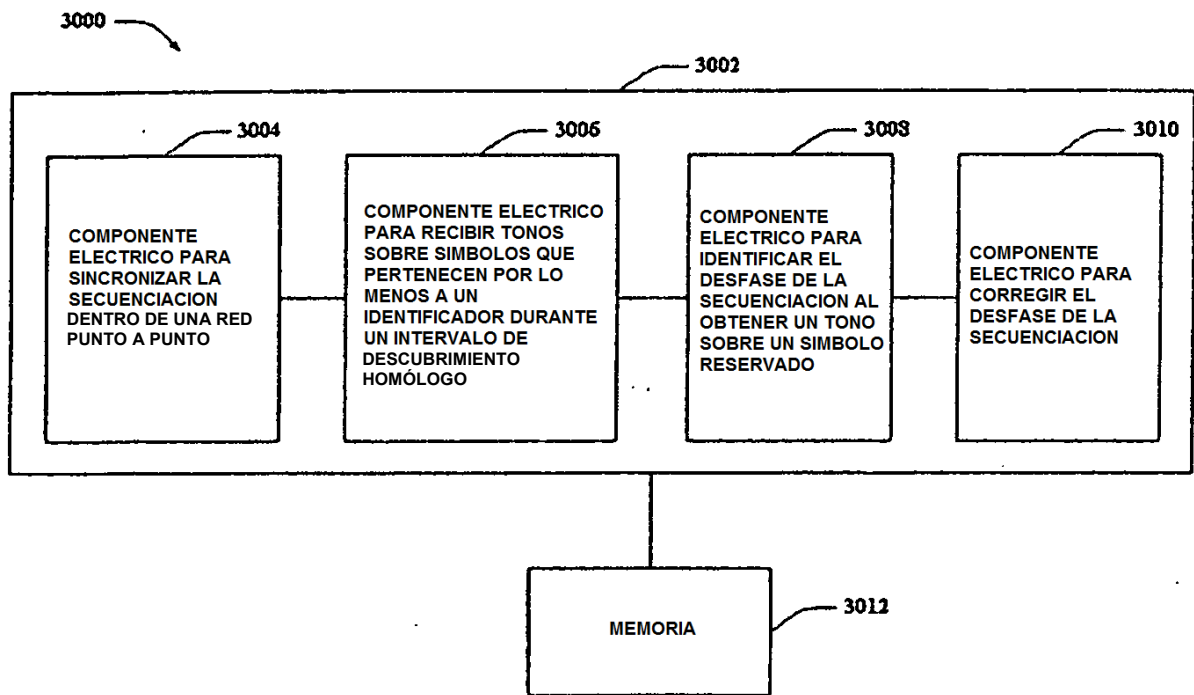 3000
3002
3004
3006
3008
3010
COMPONENTE
ELECTRICO PARA
SINCRONIZAR LA
SECUENCIACION
DENTRO DE UNA RED
PUNTO A PUNTO
COMPONENTE ELECTRICO
PARA RECIBIR TONOS
SOBRE SIMBOLOS QUE
PERTENECEN POR LO
MENOS A UN
IDENTIFICADOR DURANTE
UN INTERVALO DE
DESCUBRIMIENTO
HOMÓLOGO
COMPONENTE
ELECTRICO PARA
IDENTIFICAR EL
DESFASE DE LA
SECUENCIACION AL
OBTENER UN TONO
SOBRE UN SIMBOLO
RESERVADO
COMPONENTE
ELECTRICO PARA
CORREGIR EL
DESFASE DE LA
SECUENCIACION
MEMORIA
3012